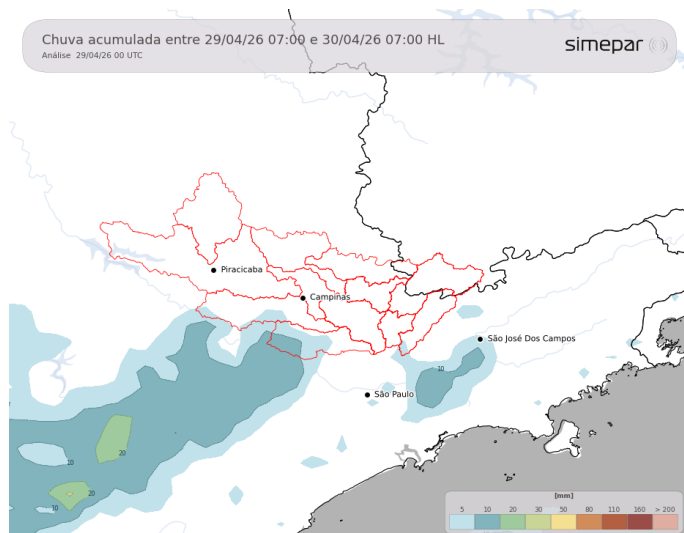 Chuva acumulada entre 29/04/26 07:00 e 30/04/26 07:00 HL
simepar
Análise 29/04/26 00 UTC
Piracicaba
Campinas
São José Dos Campos
10
São Paulo
20
10
20
10
[mm]
5 10 20 30 50 80 110 160 > 200